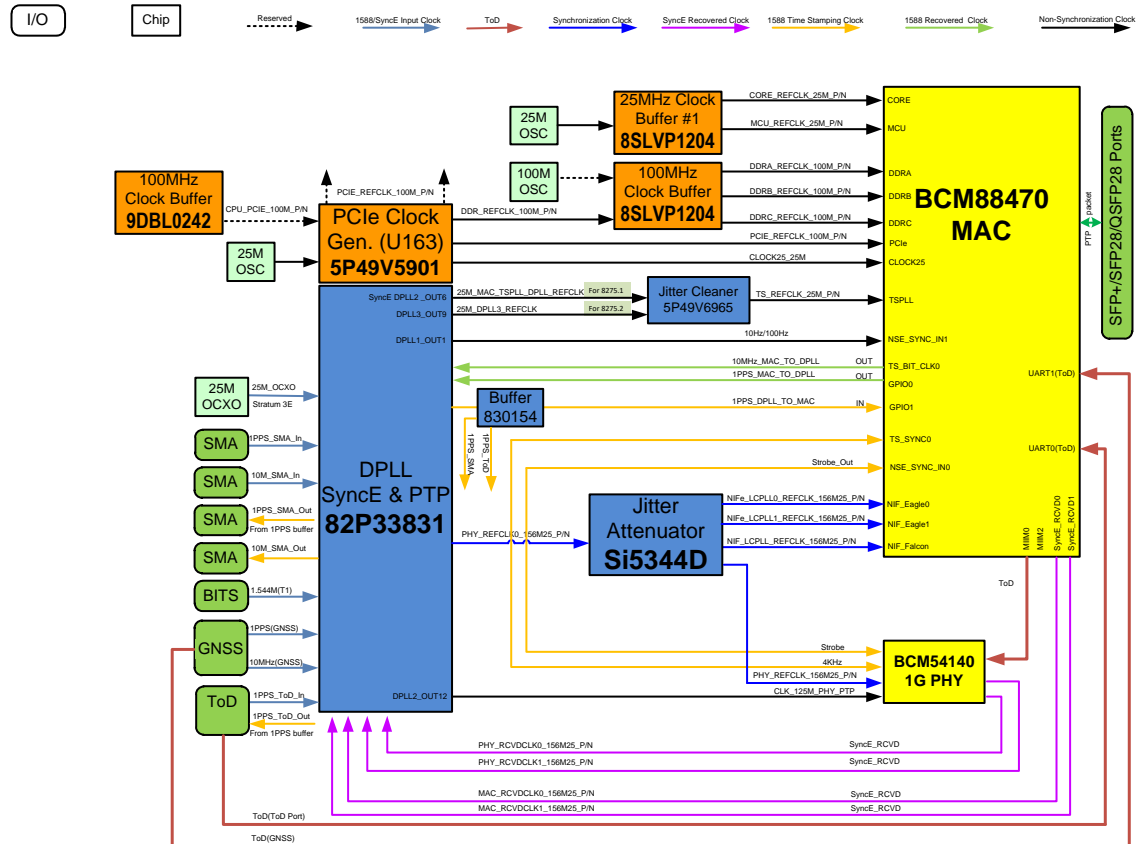 I/O
Chip
Reserved
1588/SyncE Input Clock
ToD
Synchronization Clock
SyncE Recovered Clock
1588 Time Stamping Clock
1588 Recovered Clock
Non-Synchronization Clock
25M
OSC
25MHz Clock
Buffer #1
8SLVP1204
CORE_REFCLK_25M_P/N
CORE
MCU_REFCLK_25M_P/N
MCU
100M
OSC
100MHz
Clock Buffer
8SLVP1204
DDRA_REFCLK_100M_P/N
DDRA
DDRB_REFCLK_100M_P/N
DDRB
DDRC_REFCLK_100M_P/N
DDRC
BCM88470
MAC
PTP packet
SFP+/SFP28/QSFP28 Ports
100MHz
Clock Buffer
9DBL0242
CPU_PCIE_100M_P/N
PCIE_REFCLK_100M_P/N
PCIe Clock
Gen. (U163)
5P49V5901
DDR_REFCLK_100M_P/N
PCIE_REFCLK_100M_P/N
PCIe
CLOCK25_25M
CLOCK25
25M
OSC
SyncE DPLL2 _OUT6
25M_MAC_TSPLL_DPLL_REFCLK
For 8275.1
DPLL3_OUT9
25M_DPLL3_REFCLK
For 8275.2
Jitter Cleaner
5P49V6965
TS_REFCLK_25M_P/N
TSPLL
DPLL1_OUT1
10Hz/100Hz
NSE_SYNC_IN1
10MHz_MAC_TO_DPLL
OUT
TS_BIT_CLK0
1PPS_MAC_TO_DPLL
OUT
GPIO0
UART1(ToD)
25M
OCXO
25M_OCXO
Stratum 3E
Buffer
830154
1PPS_DPLL_TO_MAC
IN
GPIO1
1PPS_SMA
1PPS_ToD
SMA
1PPS_SMA_In
TS_SYNC0
UART0(ToD)
Strobe_Out
NSE_SYNC_IN0
SMA
10M_SMA_In
DPLL
SyncE & PTP
82P33831
SMA
1PPS_SMA_Out
From 1PPS buffer
SMA
10M_SMA_Out
PHY_REFCLK0_156M25_P/N
Jitter
Attenuator
Si5344D
NIFe_LCPLL0_REFCLK_156M25_P/N
NIF_Eagle0
NIFe_LCPLL1_REFCLK_156M25_P/N
NIF_Eagle1
NIF_LCPLL_REFCLK_156M25_P/N
NIF_Falcon
MIIM0
MIIM2
SyncE_RCVD0
SyncE_RCVD1
ToD
BITS
1.544M(T1)
GNSS
1PPS(GNSS)
10MHz(GNSS)
Strobe
4KHz
PHY_REFCLK_156M25_P/N
CLK_125M_PHY_PTP
BCM54140
1G PHY
DPLL2_OUT12
ToD
1PPS_ToD_In
1PPS_ToD_Out
From 1PPS buffer
PHY_RCVDCLK0_156M25_P/N
SyncE_RCVD
PHY_RCVDCLK1_156M25_P/N
SyncE_RCVD
MAC_RCVDCLK0_156M25_P/N
SyncE_RCVD
MAC_RCVDCLK1_156M25_P/N
SyncE_RCVD
ToD(ToD Port)
ToD(GNSS)